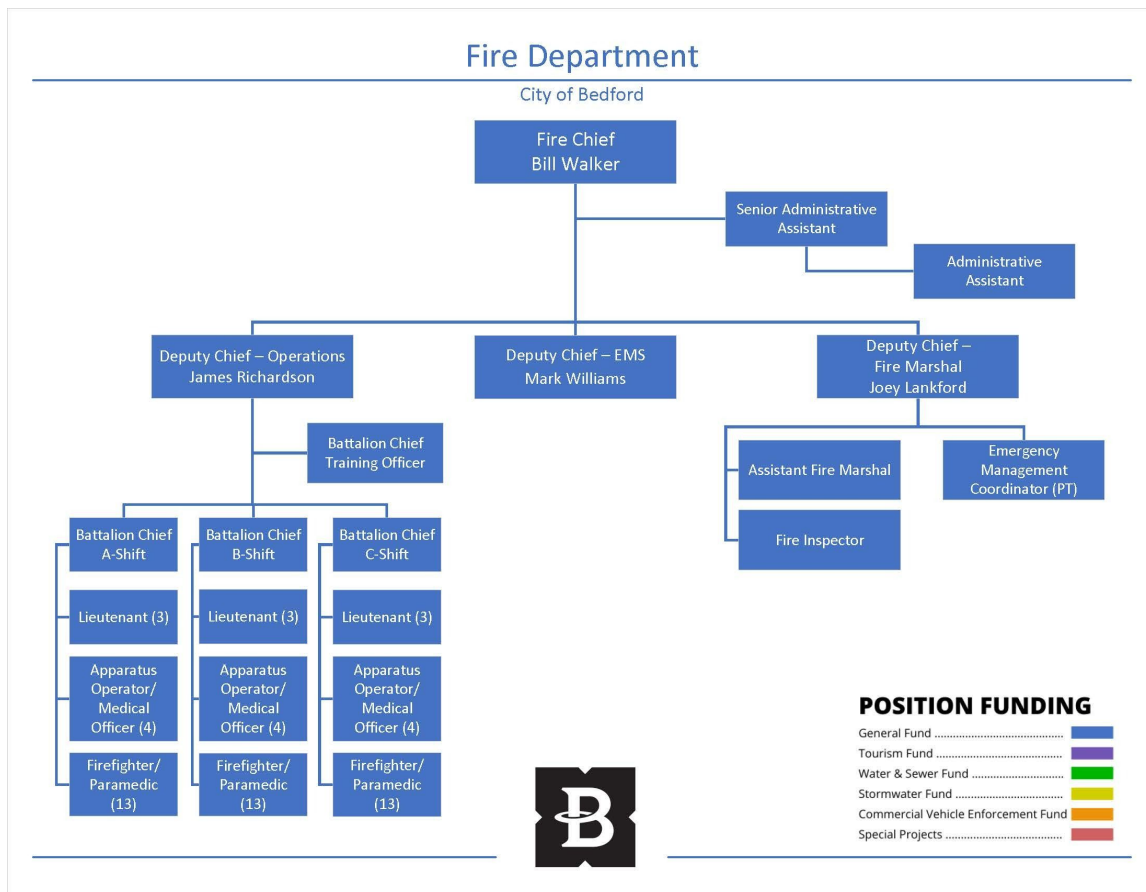 Fire Department
City of Bedford
Fire Chief
Bill Walker
Senior Administrative
Assistant
Administrative
Assistant
Deputy Chief – Operations
James Richardson
Deputy Chief – EMS
Mark Williams
Deputy Chief –
Fire Marshal
Joey Lankford
Battalion Chief
Training Officer
Assistant Fire Marshal
Emergency
Management
Coordinator (PT)
Fire Inspector
Battalion Chief
A-Shift
Lieutenant (3)
Apparatus
Operator/
Medical
Officer (4)
Firefighter/
Paramedic
(13)
Battalion Chief
B-Shift
Lieutenant (3)
Apparatus
Operator/
Medical
Officer (4)
Firefighter/
Paramedic
(13)
Battalion Chief
C-Shift
Lieutenant (3)
Apparatus
Operator/
Medical
Officer (4)
Firefighter/
Paramedic
(13)
POSITION FUNDING
General Fund ...........................................
Tourism Fund ...........................................
Water & Sewer Fund ...............................
Stormwater Fund ....................................
Commercial Vehicle Enforcement Fund
Special Projects .......................................
B